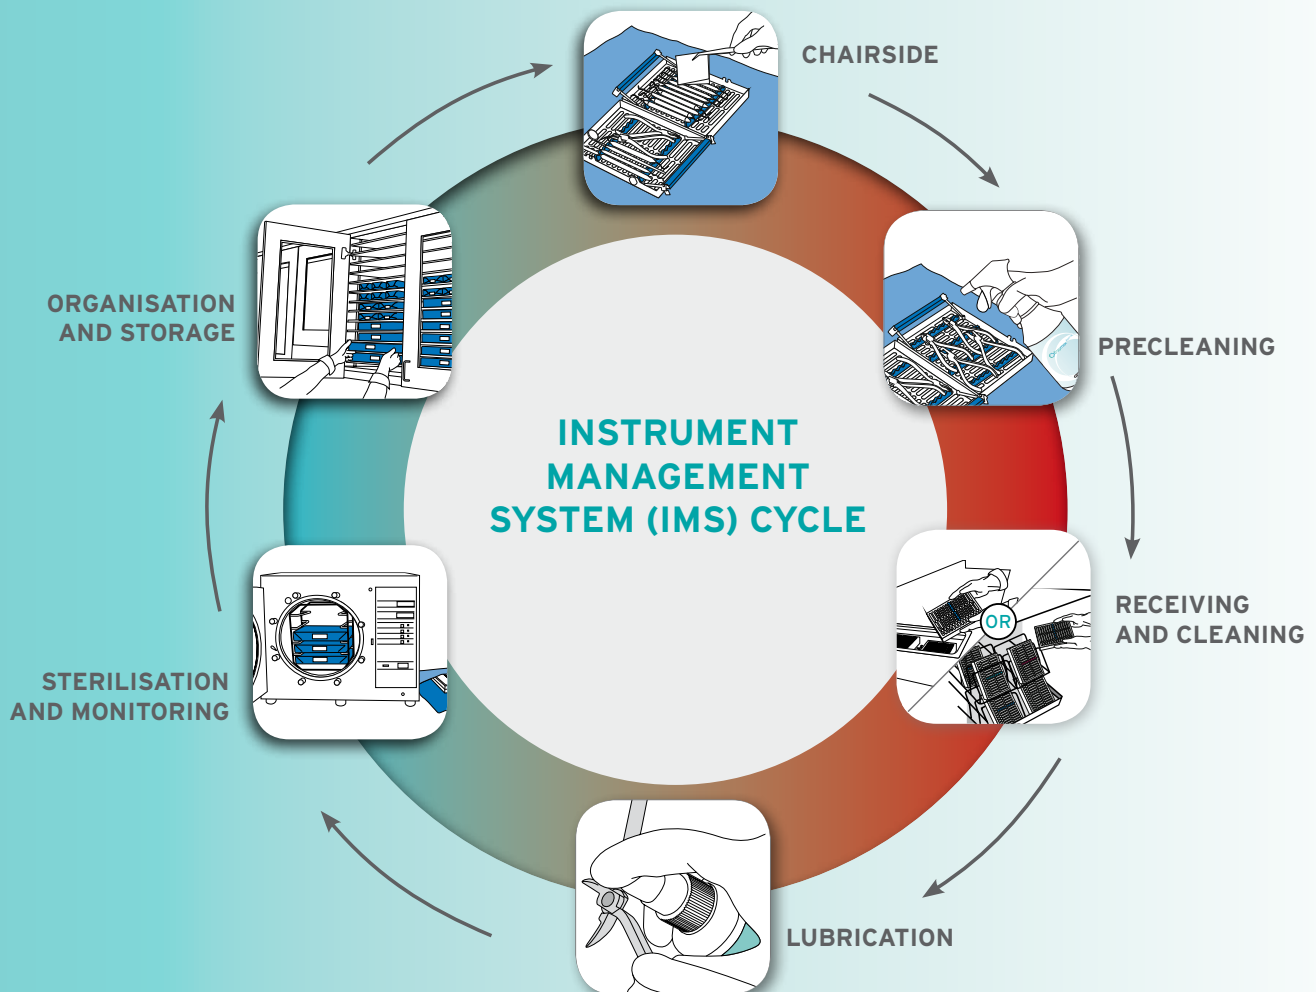 CHAIRSIDE
PRECLEANING
RECEIVING
AND CLEANING
OR
LUBRICATION
STERILISATION
AND MONITORING
ORGANISATION
AND STORAGE
INSTRUMENT
MANAGEMENT
SYSTEM (IMS) CYCLE